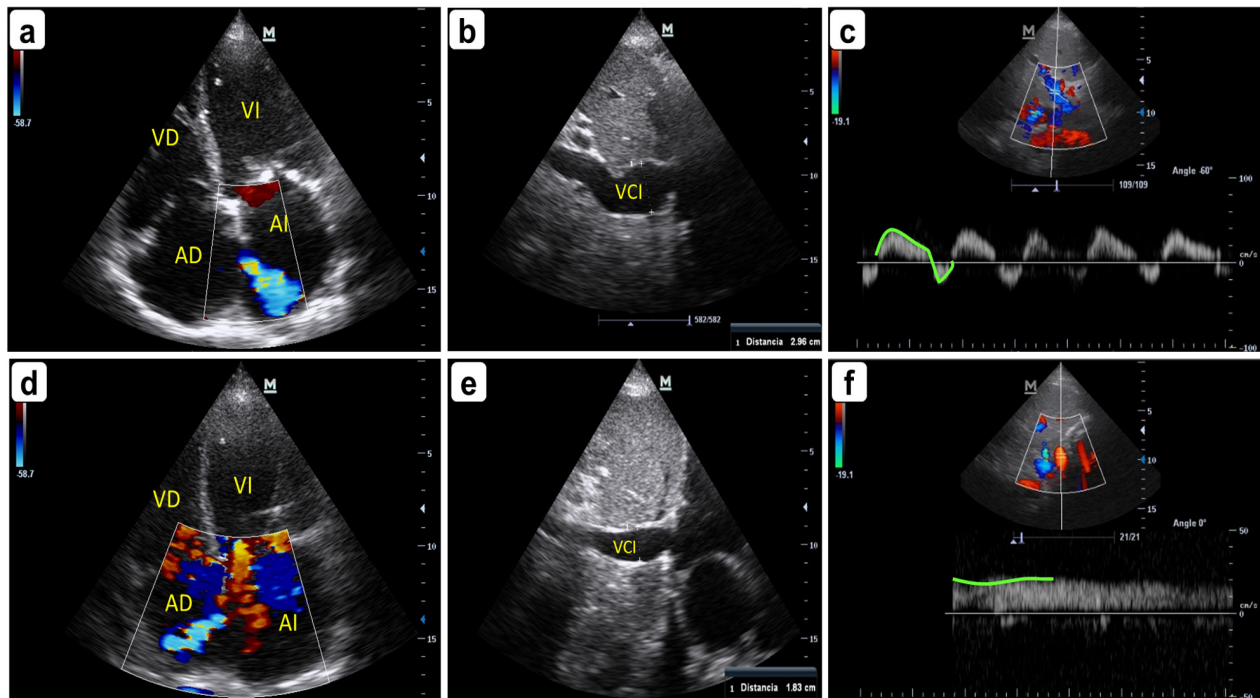 a
M
VD
VI
AD
AI
-58.7
5
10
15
b
M
VCI
5
10
15
582/582
1 Distancia 2.96 cm
c
M
-19.1
5
10
15
Angle -60°
109/109
100
cm/s
0
-100
d
M
VD
VI
AD
AI
-58.7
5
10
15
e
M
VCI
5
10
15
1 Distancia 1.83 cm
f
M
-19.1
5
10
15
Angle 0°
21/21
50
cm/s
0